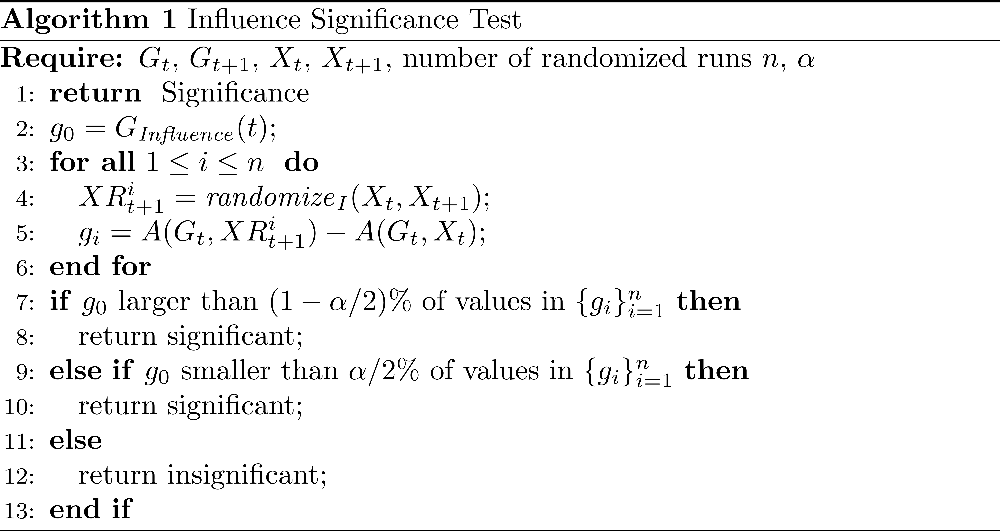 Algorithm 1 Influence Significance Test
Require: $G_t$, $G_{t+1}$, $X_t$, $X_{t+1}$, number of randomized runs $n$, $\alpha$
1: return Significance
2: $g_0 = G_{Influence}(t)$;
3: for all $1 \leq i \leq n$ do
4: $XR^i_{t+1} = randomize_I(X_t, X_{t+1})$;
5: $g_i = A(G_t, XR^i_{t+1}) - A(G_t, X_t)$;
6: end for
7: if $g_0$ larger than $(1 - \alpha/2)\%$ of values in $\{g_i\}^n_{i=1}$ then
8: return significant;
9: else if $g_0$ smaller than $\alpha/2\%$ of values in $\{g_i\}^n_{i=1}$ then
10: return significant;
11: else
12: return insignificant;
13: end if